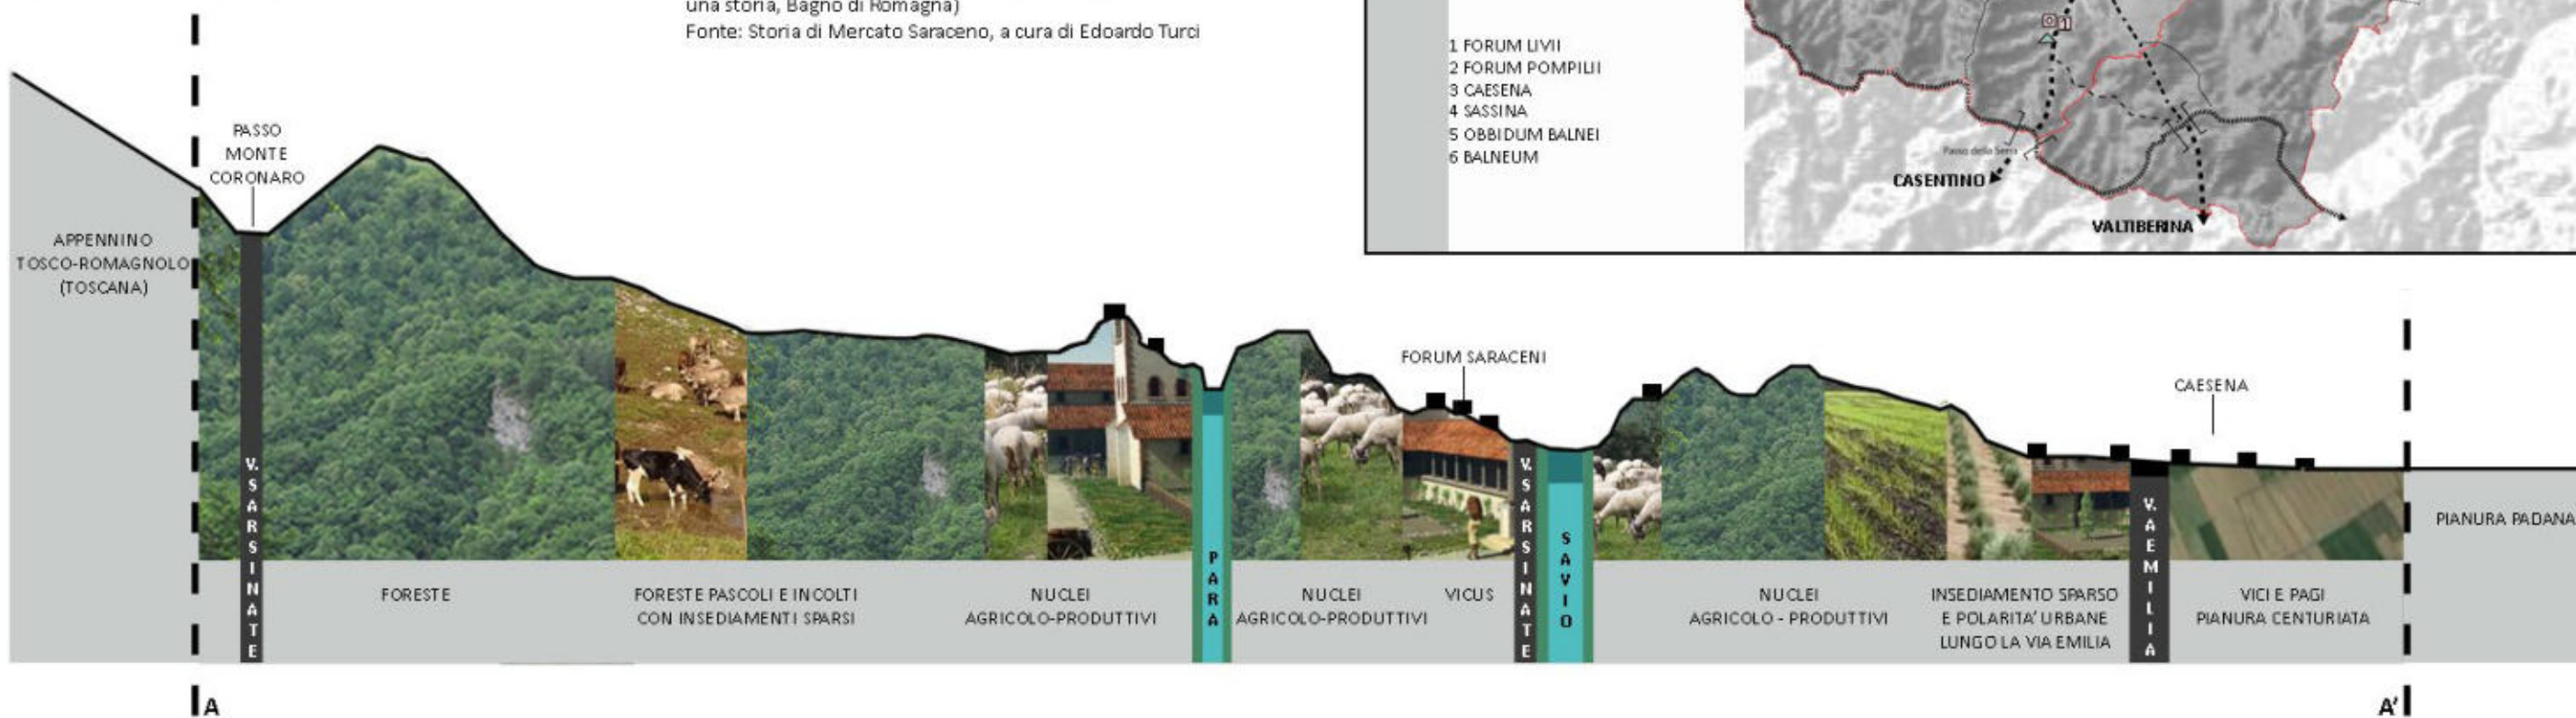 una storia, Bagno di Romagna)
Fonte: Storia di Mercato Saraceno, a cura di Edoardo Turci
1 FORUM LIVII
2 FORUM POMPILII
3 CAESENA
4 SASSINA
5 OBBIDUM BALNEI
6 BALNEUM
1
Passo della Serra
CASENTINO
VALTIBERINA
PASSO
MONTE
CORONARO
APPENNINO
TOSCO-ROMAGNOLO
(TOSCANA)
FORUM SARACENI
CAESENA
PIANURA PADANA
V. SARSINATE
PARA
V. SARSINATE
SAVIO
V. AEMILIA
FORESTE
FORESTE PASCOLI E INCOLTI
CON INSEDIAMENTI SPARSI
NUCLEI
AGRICOLO-PRODUTTIVI
NUCLEI
AGRICOLO-PRODUTTIVI
VICUS
NUCLEI
AGRICOLO - PRODUTTIVI
INSEDIAMENTO SPARSO
E POLARITA' URBANE
LUNGO LA VIA EMILIA
VICI E PAGI
PIANURA CENTURIATA
A
A'